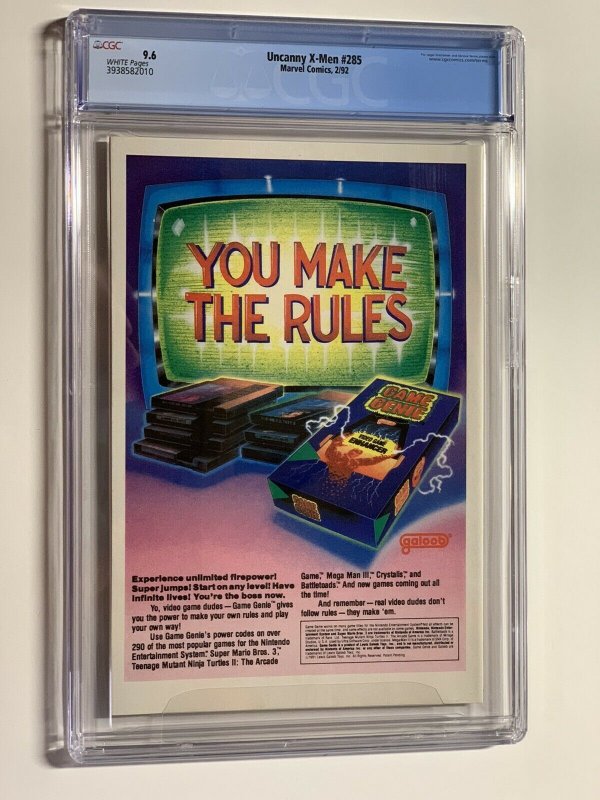 CGC
9.6
WHITE Pages
3938582010
Uncanny X-Men #285
Marvel Comics, 2/92
www.cgccomics.com/terms
CGC
YOU MAKE
THE RULES
GAME
GENIE
VIDEO GAME
ENHANCER
galoob
Experience unlimited firepower!
Super jumps! Start on any level! Have
infinite lives! You're the boss now.
Yo, video game dudes — Game Genie™ gives
you the power to make your own rules and play
your own way!
Use Game Genie's power codes on over
290 of the most popular games for the Nintendo
Entertainment System.® Super Mario Bros. 3,™
Teenage Mutant Ninja Turtles II: The Arcade
Game,™ Mega Man III,™ Crystalis,™ and
Battletoads.™ And new games coming out all
the time!
And remember — real video dudes don't
follow rules — they make 'em.